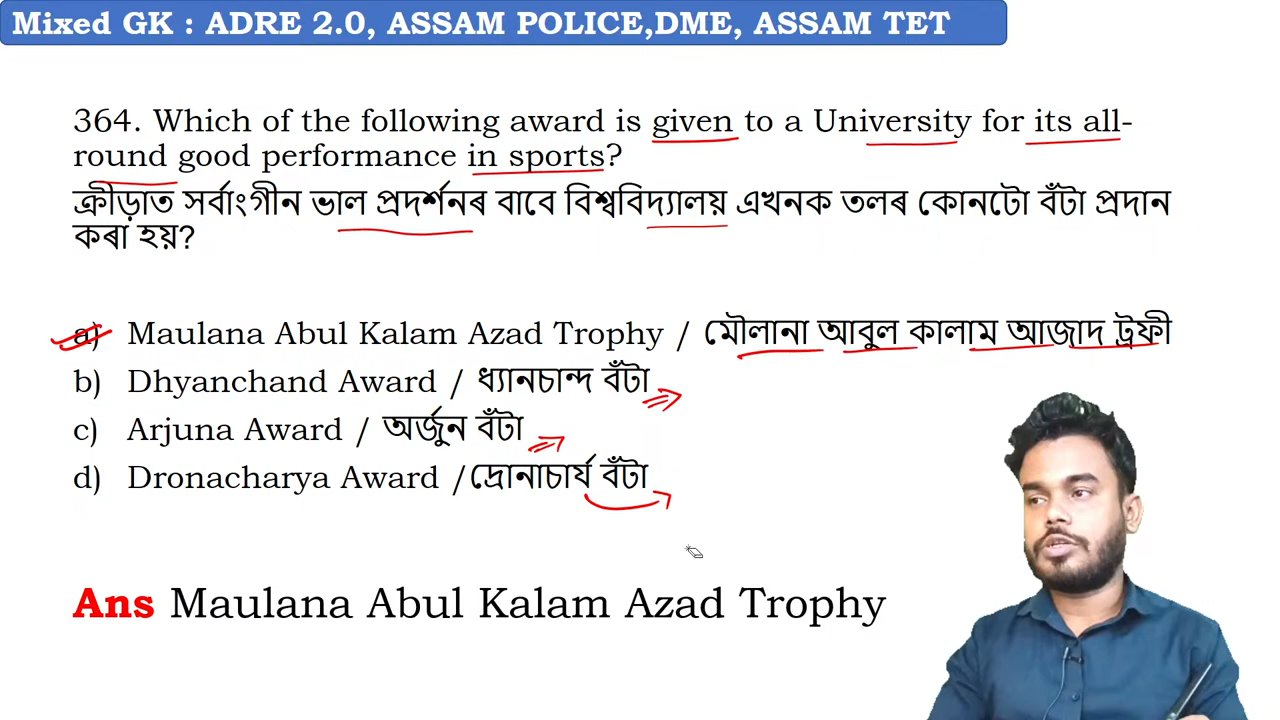 Mixed GK : ADRE 2.0, ASSAM POLICE,DME, ASSAM TET
364. Which of the following award is given to a University for its all-
round good performance in sports?
ক্ৰীড়াত সৰ্বাংগীন ভাল প্ৰদৰ্শনৰ বাবে বিশ্ববিদ্যালয় এখনক তলৰ কোনটো বঁটা প্ৰদান
কৰা হয়?
a) Maulana Abul Kalam Azad Trophy / মৌলানা আবুল কালাম আজাদ ট্ৰফী
b) Dhyanchand Award / ধ্যানচান্দ বঁটা
c) Arjuna Award / অৰ্জুন বঁটা
d) Dronacharya Award /দ্ৰোনাচাৰ্য বঁটা
Ans Maulana Abul Kalam Azad Trophy